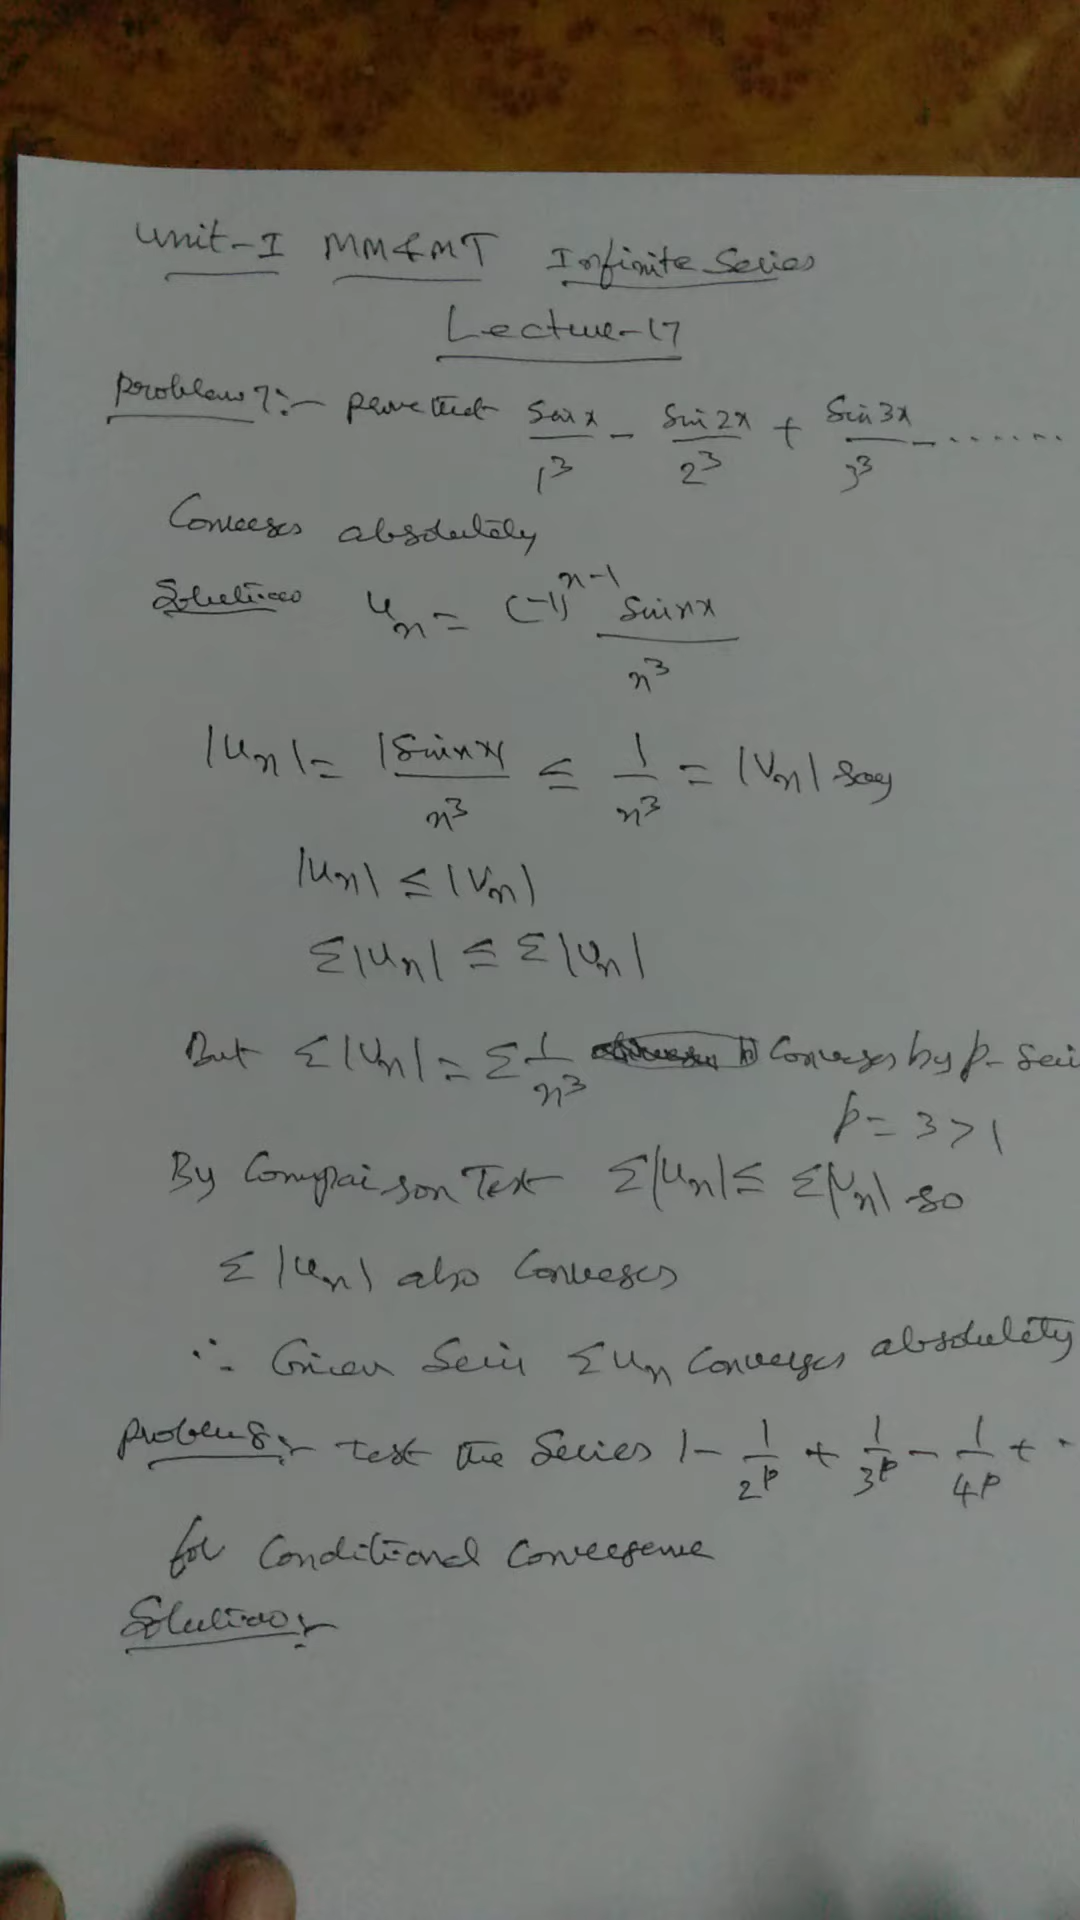 Unit-I MM&MT Infinite Series
Lecture-17
Problem 7:- prove that sin x/1^3 - sin 2x/2^3 + sin 3x/3^3 - .......
Converges absolutely
Solution u_n = (-1)^{n-1} sin nx / n^3
|u_n| = |sin nx| / n^3 ≤ 1/n^3 = |v_n| say
|u_n| ≤ |v_n|
Σ|u_n| ≤ Σ|v_n|
But Σ|v_n| = Σ 1/n^3 Converges by p- Seri
p = 3 > 1
By Comparison Test Σ|u_n| ≤ Σ|v_n| so
Σ|u_n| also Converges
∴ Given Series Σu_n Converges absolutely
Problem 8:- test the Series 1 - 1/2^p + 1/3^p - 1/4^p + .
for Conditional Convergence
Solution:-